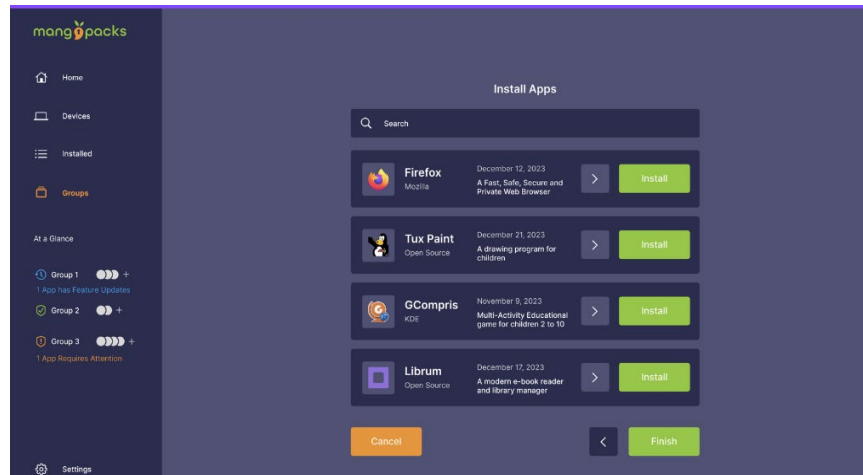 mangopacks
Home
Devices
Installed
Groups
At a Glance
Group 1 +
1 App has Feature Updates
Group 2 +
Group 3 +
1 App Requires Attention
Settings
Install Apps
Search
Firefox
Mozilla
December 12, 2023
A Fast, Safe, Secure and
Private Web Browser
Install
Tux Paint
Open Source
December 21, 2023
A drawing program for
children
Install
GCompris
KDE
November 9, 2023
Multi-Activity Educational
game for children 2 to 10
Install
Librum
Open Source
December 17, 2023
A modern e-book reader
and library manager
Install
Cancel
Finish